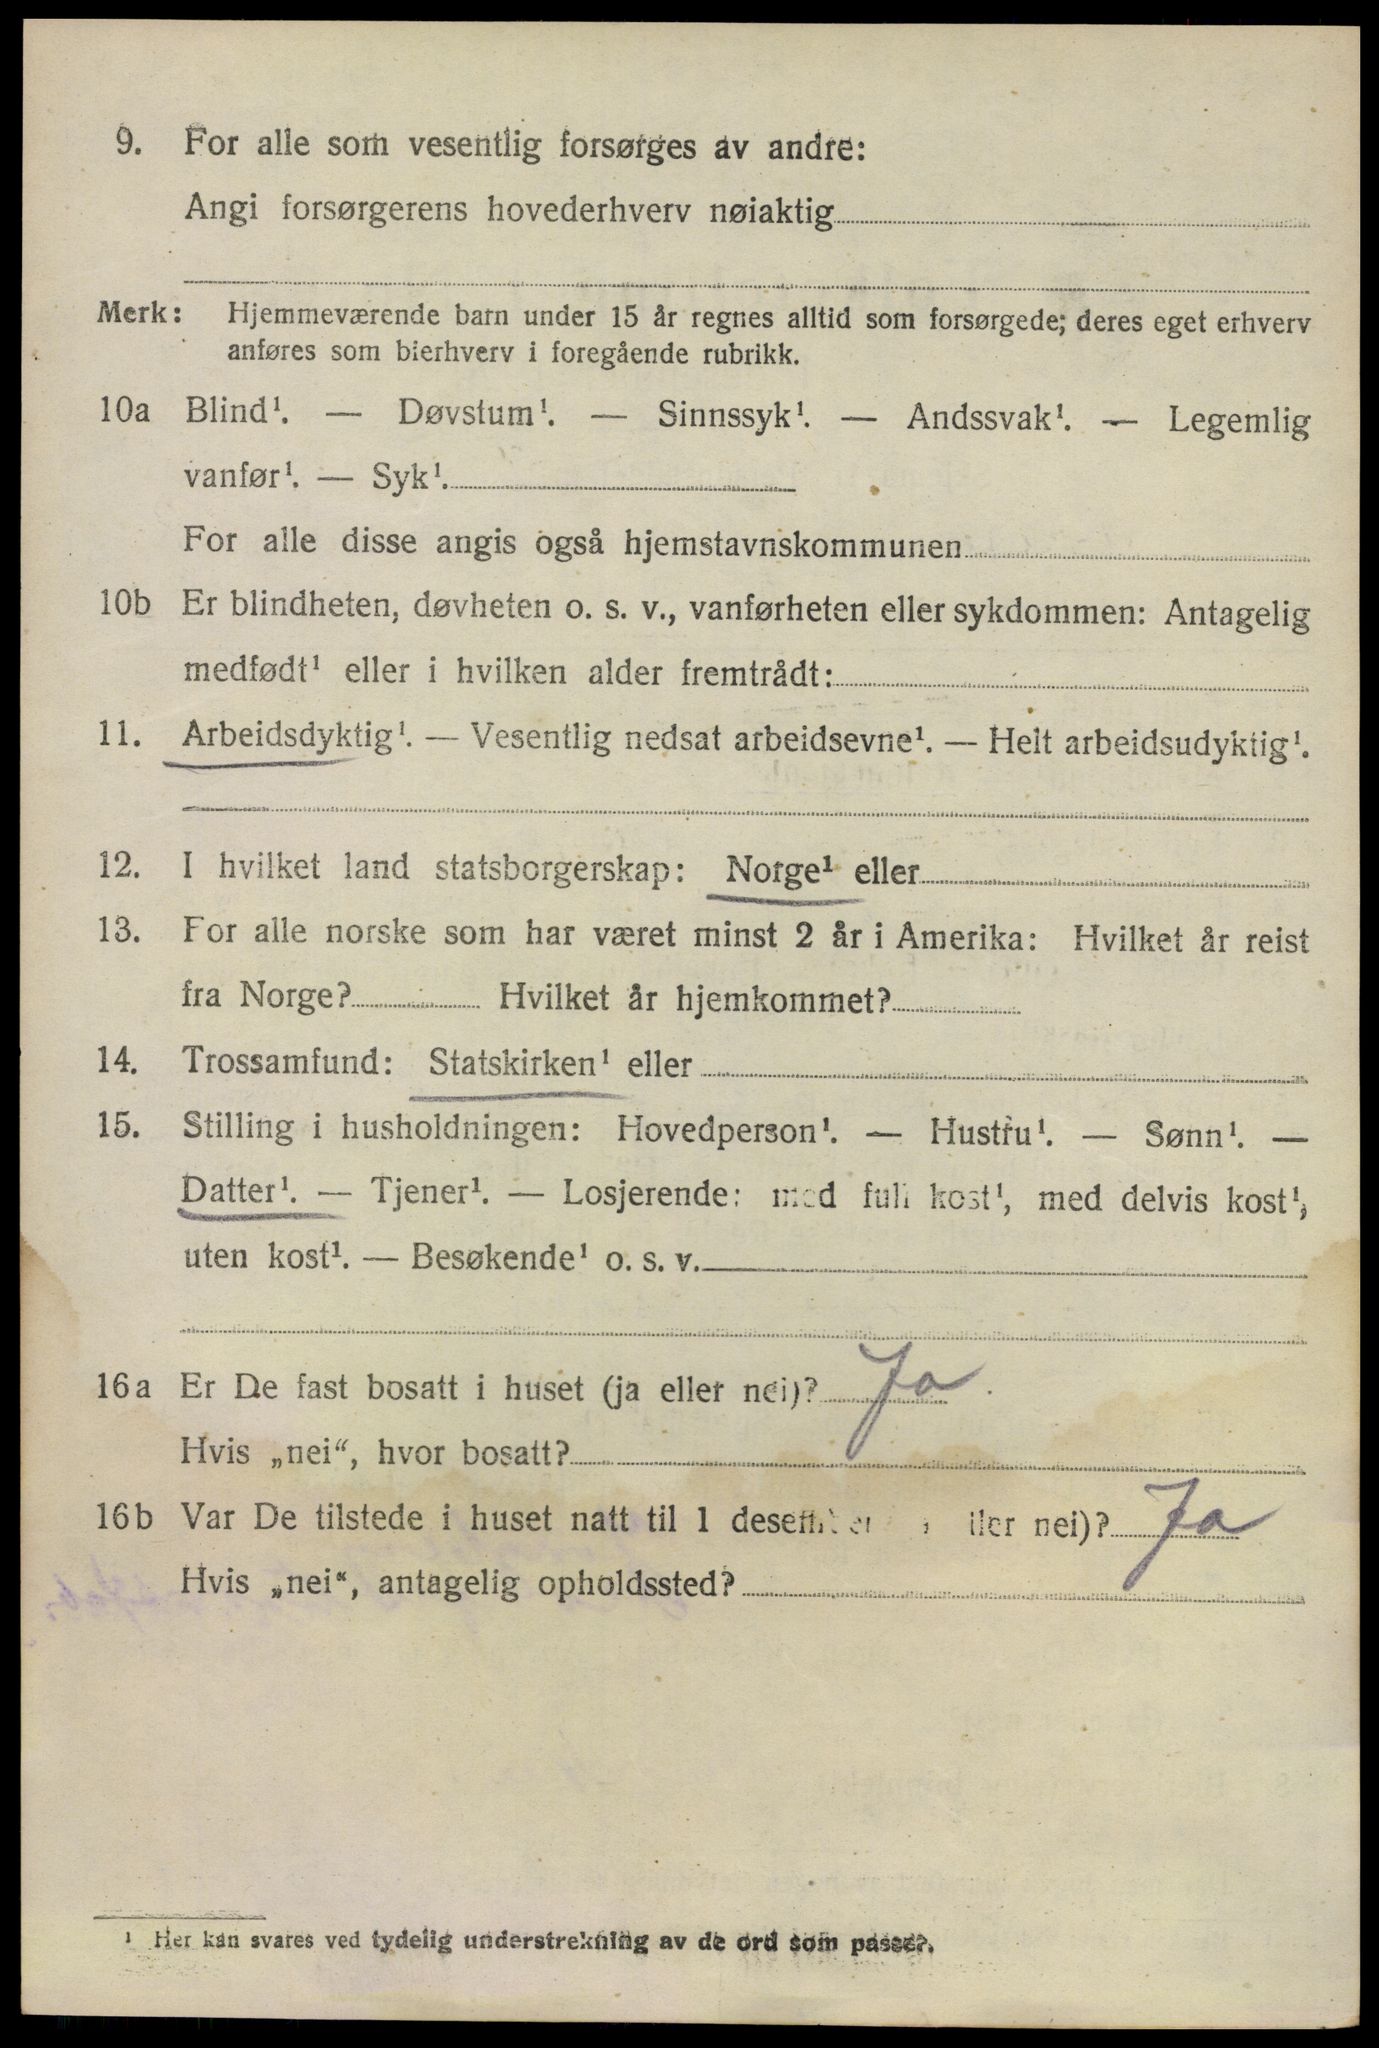 9. For alle som vesentlig forsørges av andre:
Angi forsørgerens hovederhverv nøiaktig
Merk: Hjemmeværende barn under 15 år regnes alltid som forsørgede; deres eget erhverv
anføres som bierhverv i foregående rubrikk.
10a Blind¹. — Døvstum¹. — Sinnssyk¹. — Andssvak¹. — Legemlig
vanfør¹. — Syk¹.
For alle disse angis også hjemstavnskommunen
10b Er blindheten, døvheten o. s. v., vanførheten eller sykdommen: Antagelig
medfødt¹ eller i hvilken alder fremtrådt:
11. Arbeidsdyktig¹. — Vesentlig nedsat arbeidsevne¹. — Helt arbeidsudyktig¹.
12. I hvilket land statsborgerskap: Norge¹ eller
13. For alle norske som har været minst 2 år i Amerika: Hvilket år reist
fra Norge? Hvilket år hjemkommet?
14. Trossamfund: Statskirken¹ eller
15. Stilling i husholdningen: Hovedperson¹. — Hustru¹. — Sønn¹. —
Datter¹. — Tjener¹. — Losjerende: med full kost¹, med delvis kost¹,
uten kost¹. — Besøkende¹ o. s. v.
16a Er De fast bosatt i huset (ja eller nei)? Ja
Hvis „nei“, hvor bosatt?
16b Var De tilstede i huset natt til 1 desember eller nei)? Ja
Hvis „nei“, antagelig opholdssted?
¹ Her kan svares ved tydelig understrekning av de ord som passer.